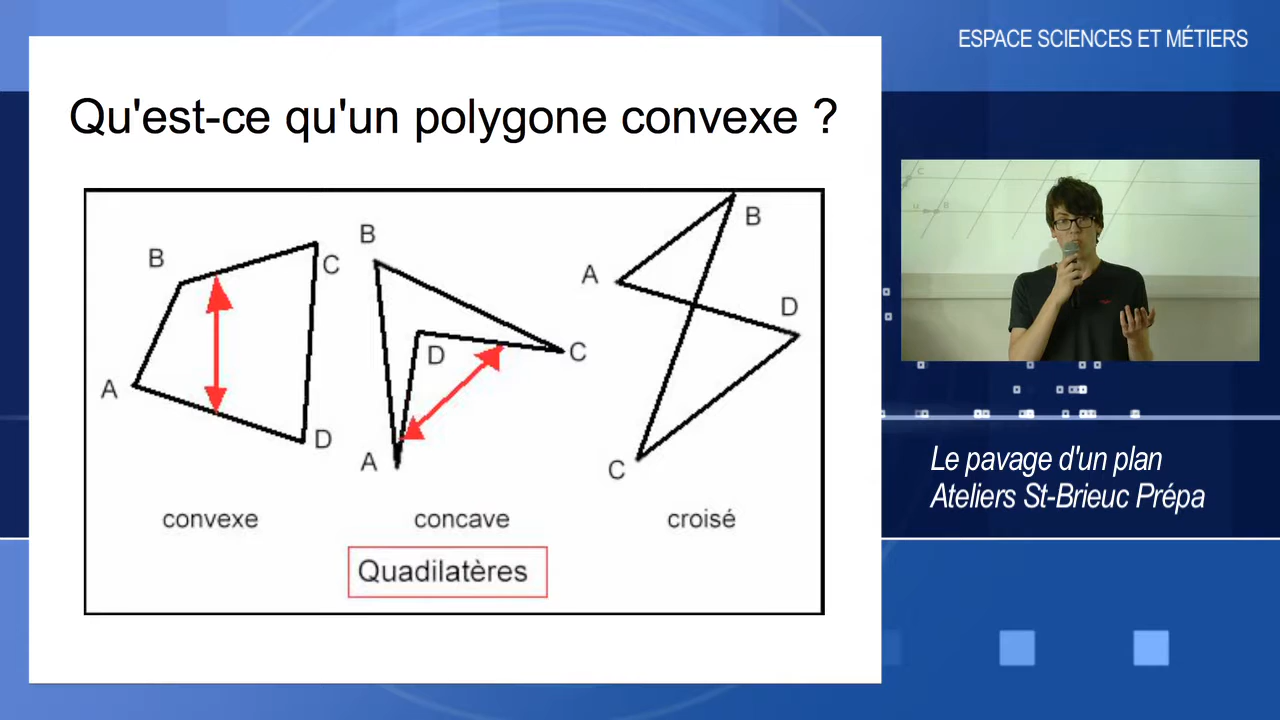 ESPACE SCIENCES ET MÉTIERS
Qu'est-ce qu'un polygone convexe ?
B
C
A
D
convexe
B
D
C
A
concave
B
A
D
C
croisé
Quadilatères
C
u
B
Le pavage d'un plan
Ateliers St-Brieuc Prépa